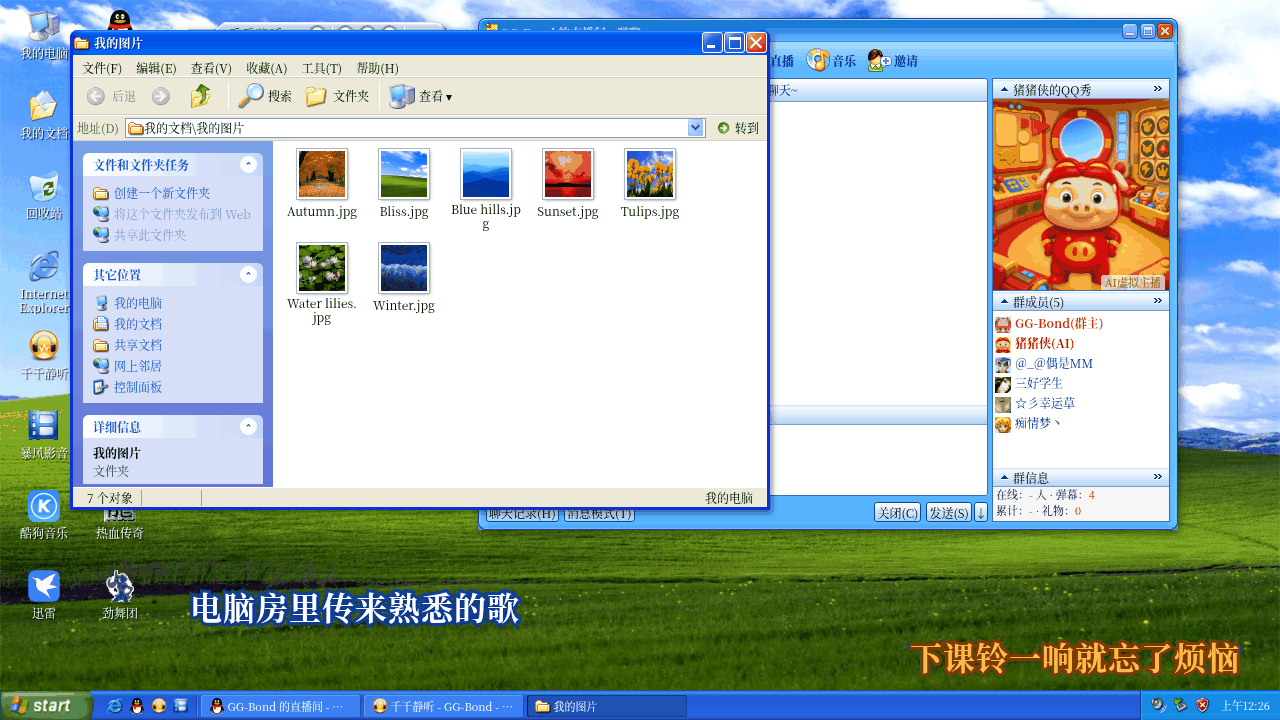 我的电脑
我的文档
回收站
Internet Explorer
千千静听
暴风影音
酷狗音乐
热血传奇
迅雷
劲舞团
我的图片
文件(F) 编辑(E) 查看(V) 收藏(A) 工具(T) 帮助(H)
后退 搜索 文件夹 查看 ▾
地址(D) 我的文档\我的图片 转到
文件和文件夹任务
创建一个新文件夹
将这个文件夹发布到 Web
共享此文件夹
其它位置
我的电脑
我的文档
共享文档
网上邻居
控制面板
详细信息
我的图片
文件夹
Autumn.jpg Bliss.jpg Blue hills.jpg Sunset.jpg Tulips.jpg
Water lilies.jpg Winter.jpg
7 个对象 我的电脑
直播 音乐 邀请
聊天~
聊天记录(H) 消息模式(T) 关闭(C) 发送(S) ↓
猪猪侠的QQ秀
AI虚拟主播
群成员(5)
GG-Bond(群主)
猪猪侠(AI)
@_@偶是MM
三好学生
☆彡幸运草
痴情梦丶
群信息
在线: - 人 · 弹幕: 4
累计: - · 礼物: 0
电脑房里传来熟悉的歌
下课铃一响就忘了烦恼
start
GG-Bond 的直播间 - ···
千千静听 - GG-Bond - ···
我的图片
上午12:26